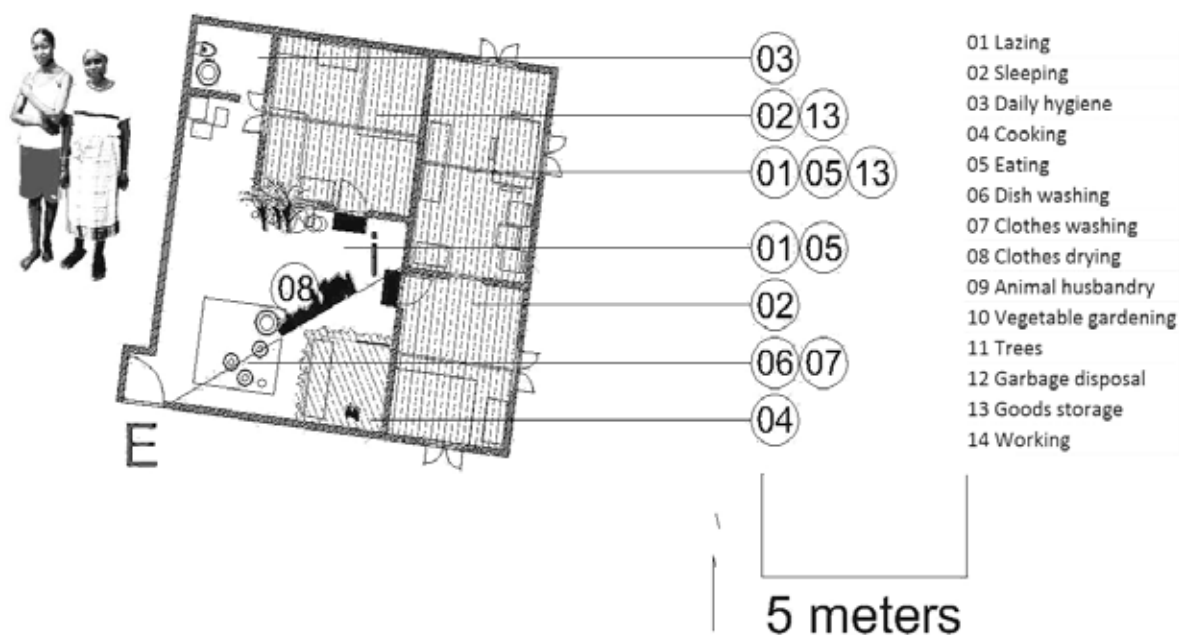 03
02 13
01 05 13
01 05
08
02
06 07
04
E
01 Lazing
02 Sleeping
03 Daily hygiene
04 Cooking
05 Eating
06 Dish washing
07 Clothes washing
08 Clothes drying
09 Animal husbandry
10 Vegetable gardening
11 Trees
12 Garbage disposal
13 Goods storage
14 Working
5 meters